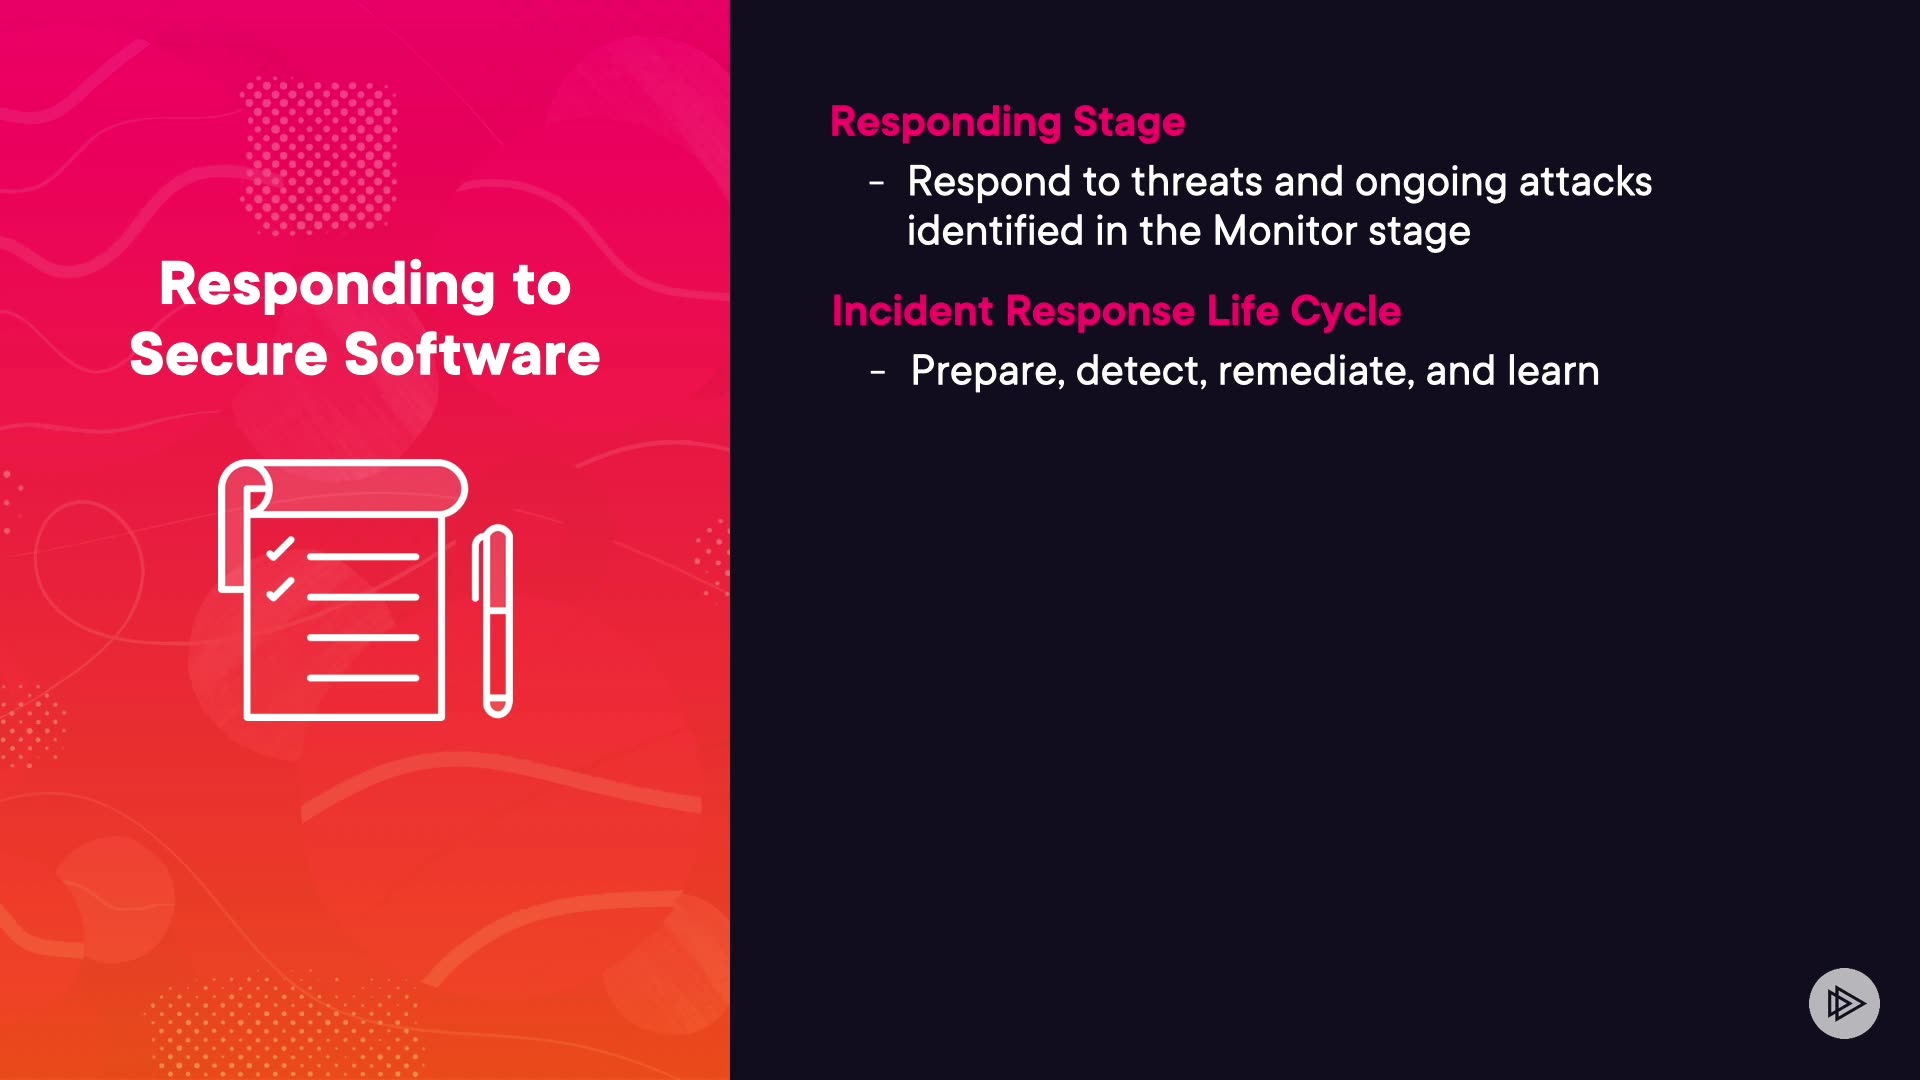 Responding to
Secure Software
Responding Stage
- Respond to threats and ongoing attacks
identified in the Monitor stage
Incident Response Life Cycle
- Prepare, detect, remediate, and learn